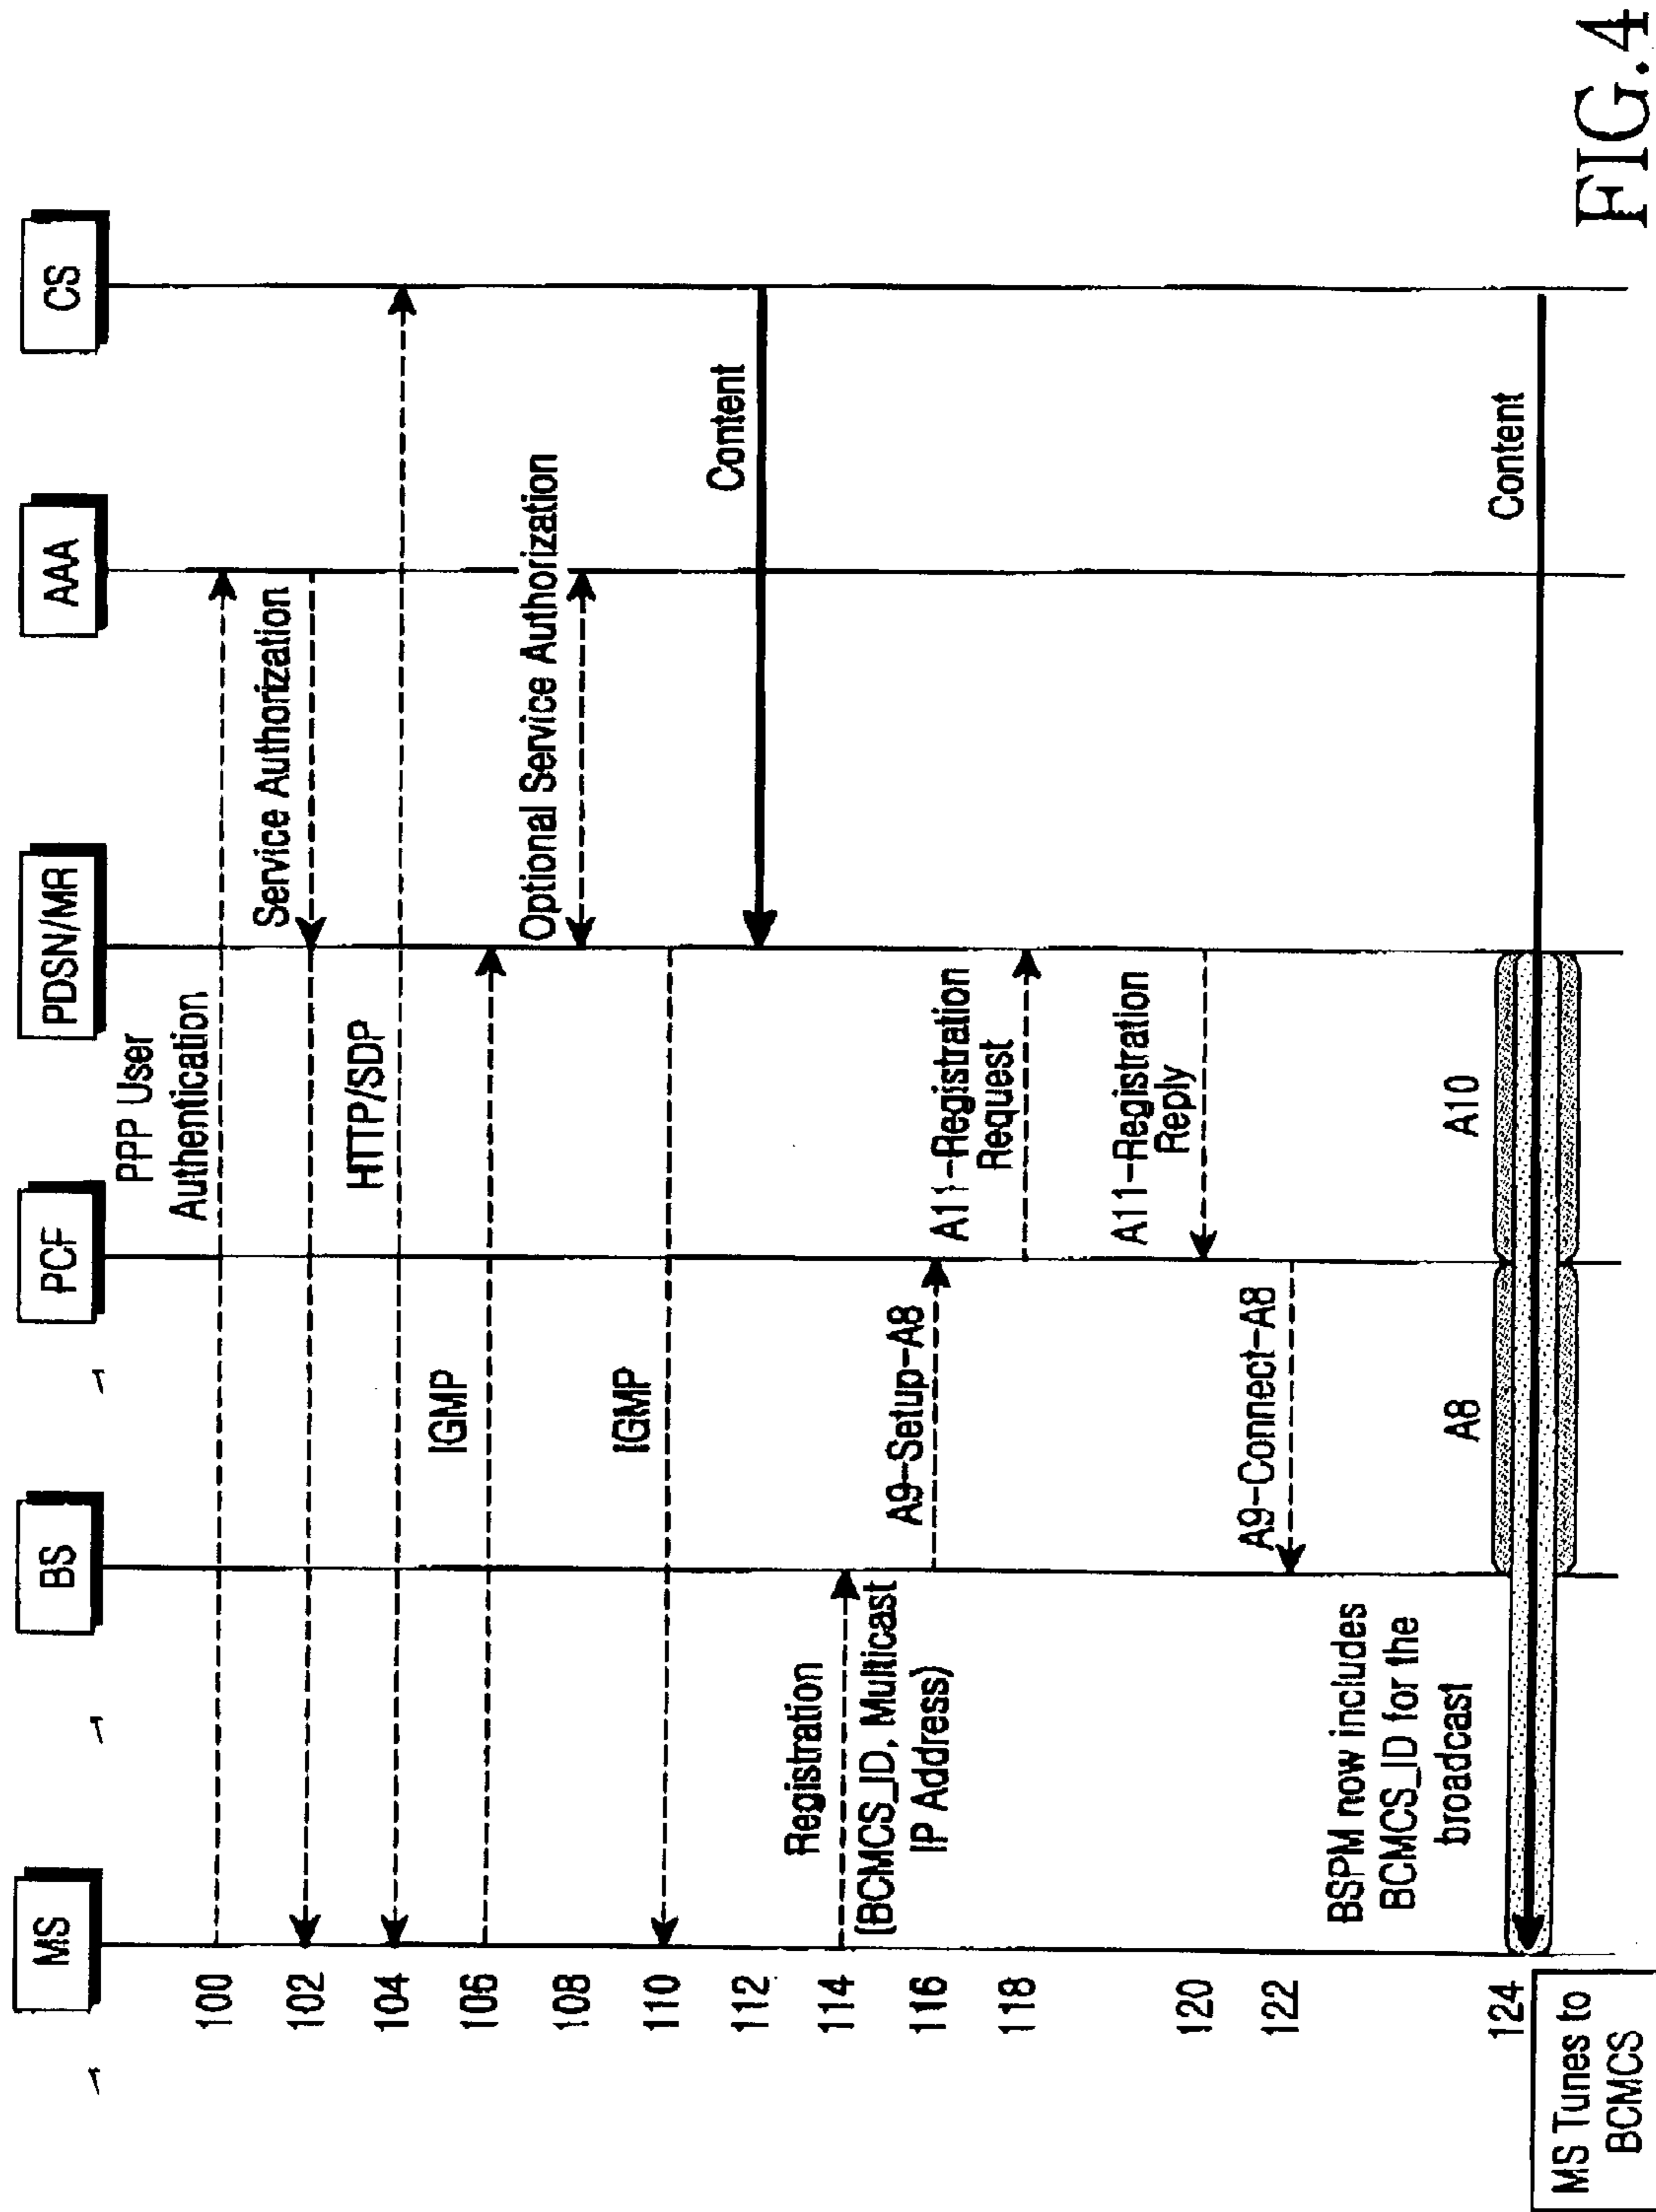 MS
BS
PCF
PDSN/MR
AAA
CS
100
PPP User
Authentication
102
Service Authorization
104
HTTP/SDP
106
IGMP
108
Optional Service Authorization
110
IGMP
112
Content
114
Registration
(BCMCS_ID, Multicast
IP Address)
116
A9-Setup-A8
118
A11-Registration
Request
120
A11-Registration
Reply
122
A9-Connect-A8
BSPM now includes
BCMCS_ID for the
broadcast
124
A8
A10
Content
MS Tunes to
BCMCS
FIG.4